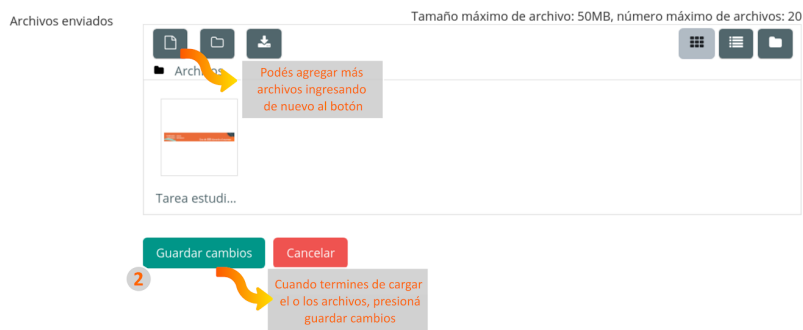 Archivos enviados
Tamaño máximo de archivo: 50MB, número máximo de archivos: 20
Archivos
Podés agregar más
archivos ingresando
de nuevo al botón
Tarea estudi...
Guardar cambios
Cancelar
2
Cuando termines de cargar
el o los archivos, presioná
guardar cambios